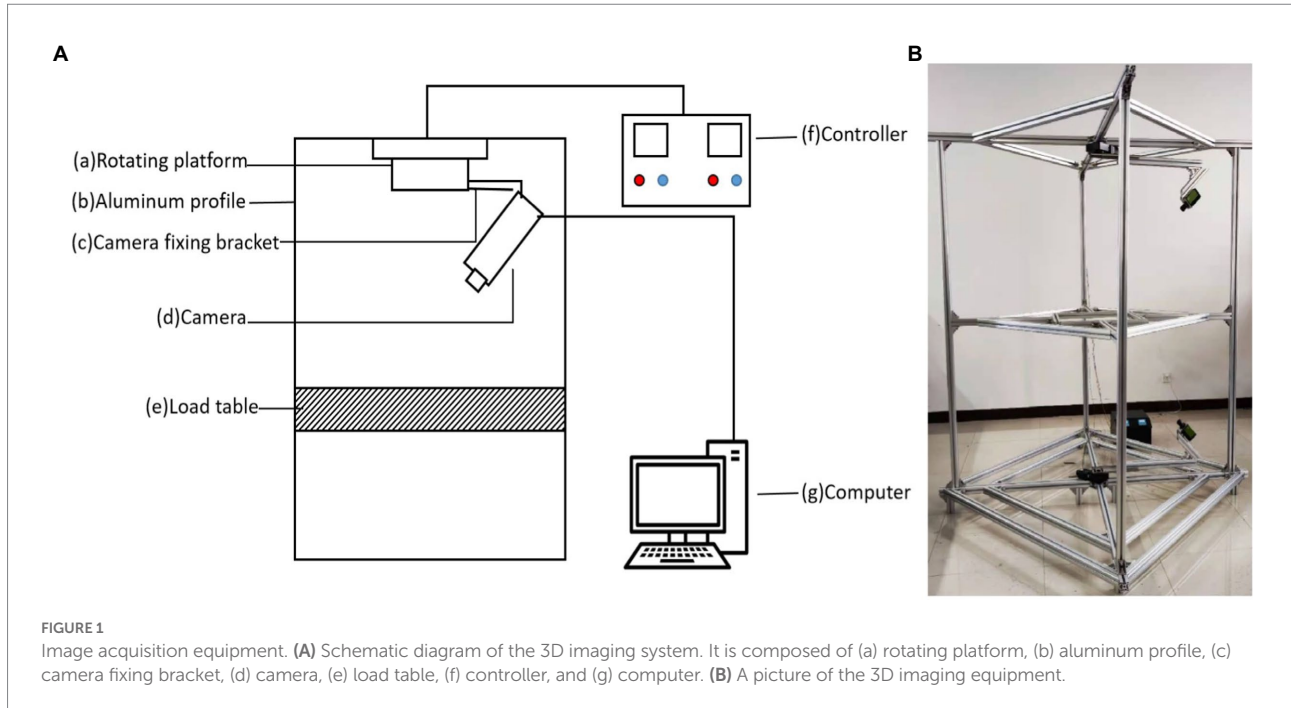 A
B
(a)Rotating platform
(b)Aluminum profile
(c)Camera fixing bracket
(d)Camera
(e)Load table
(f)Controller
(g)Computer
FIGURE 1
Image acquisition equipment. (A) Schematic diagram of the 3D imaging system. It is composed of (a) rotating platform, (b) aluminum profile, (c)
camera fixing bracket, (d) camera, (e) load table, (f) controller, and (g) computer. (B) A picture of the 3D imaging equipment.